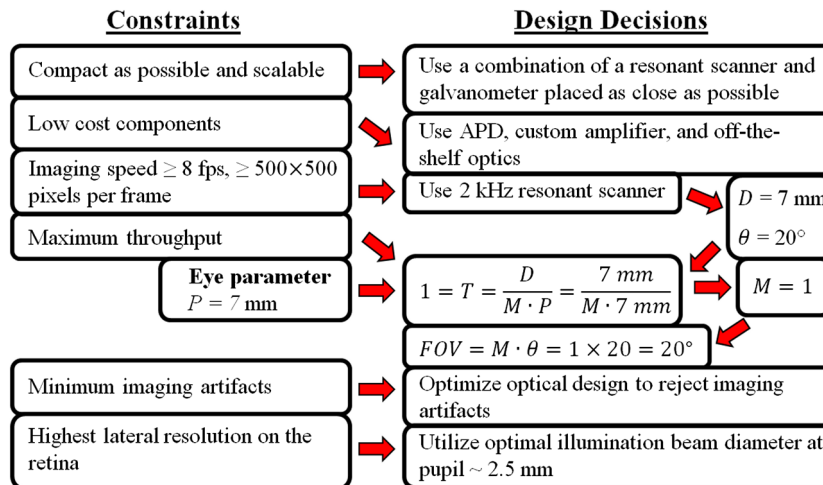 Constraints
Design Decisions
Compact as possible and scalable
Use a combination of a resonant scanner and
galvanometer placed as close as possible
Low cost components
Use APD, custom amplifier, and off-the-
shelf optics
Imaging speed ≥ 8 fps, ≥ 500×500
pixels per frame
Use 2 kHz resonant scanner
D = 7 mm
θ = 20°
Maximum throughput
Eye parameter
P = 7 mm
1 = T = D / (M · P) = 7 mm / (M · 7 mm)
M = 1
FOV = M · θ = 1 × 20 = 20°
Minimum imaging artifacts
Optimize optical design to reject imaging
artifacts
Highest lateral resolution on the
retina
Utilize optimal illumination beam diameter at
pupil ~ 2.5 mm